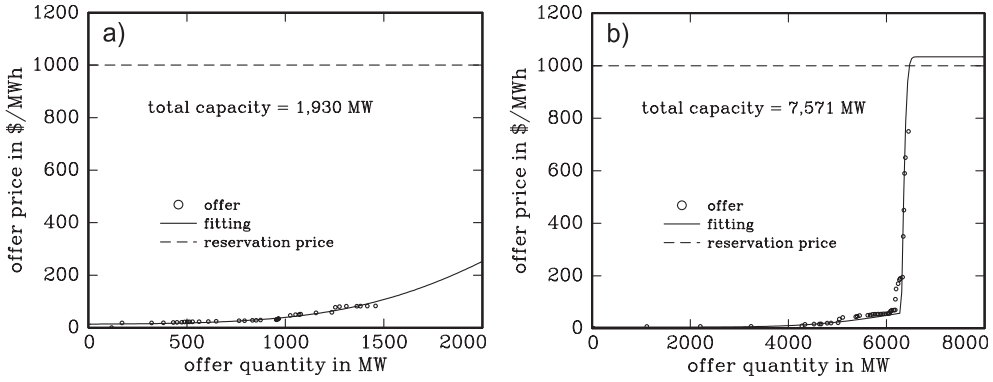 a)
offer price in $/MWh
1200
1000
800
600
400
200
0
total capacity = 1,930 MW
offer
fitting
reservation price
0 500 1000 1500 2000
offer quantity in MW
b)
offer price in $/MWh
1200
1000
800
600
400
200
0
total capacity = 7,571 MW
offer
fitting
reservation price
0 2000 4000 6000 8000
offer quantity in MW